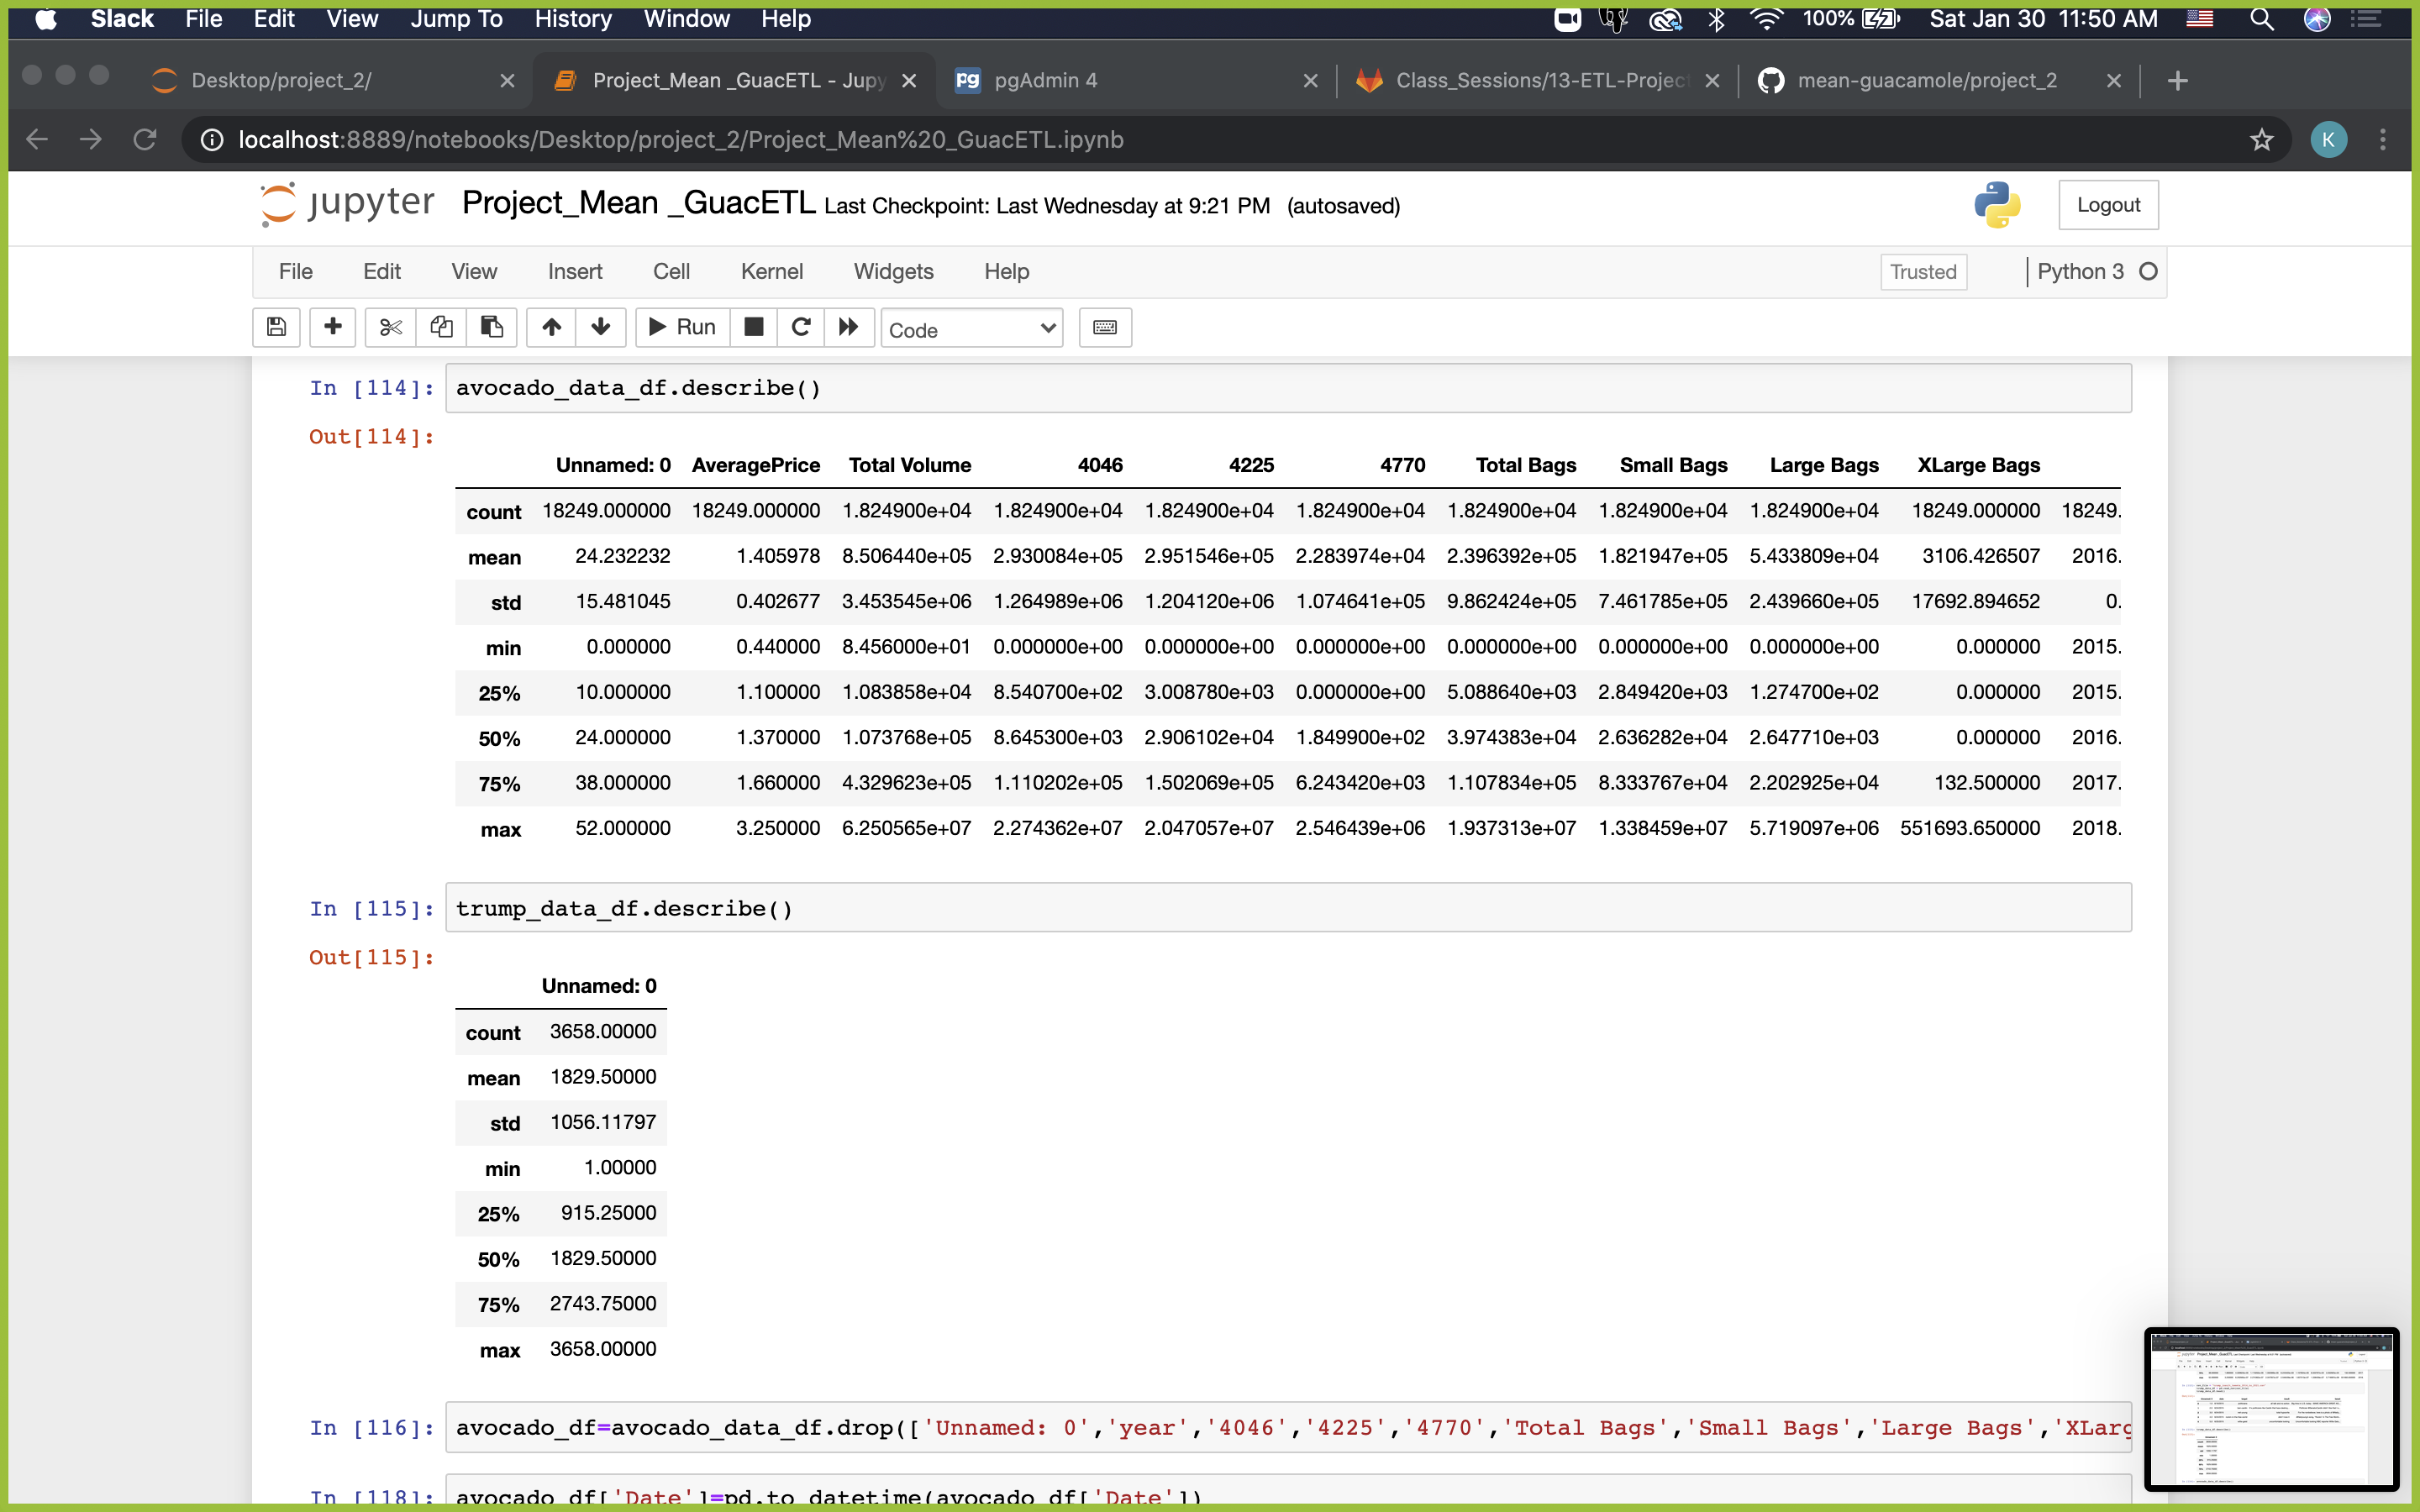 Slack File Edit View Jump To History Window Help 100% Sat Jan 30 11:50 AM
Desktop/project_2/ Project_Mean _GuacETL - Jupy pgAdmin 4 Class_Sessions/13-ETL-Project mean-guacamole/project_2
localhost:8889/notebooks/Desktop/project_2/Project_Mean%20_GuacETL.ipynb K
jupyter Project_Mean _GuacETL Last Checkpoint: Last Wednesday at 9:21 PM (autosaved) Logout
File Edit View Insert Cell Kernel Widgets Help Trusted Python 3
Run Code
In [114]: avocado_data_df.describe()
Out[114]:
Unnamed: 0 AveragePrice Total Volume 4046 4225 4770 Total Bags Small Bags Large Bags XLarge Bags
count 18249.000000 18249.000000 1.824900e+04 1.824900e+04 1.824900e+04 1.824900e+04 1.824900e+04 1.824900e+04 1.824900e+04 18249.000000 18249.
mean 24.232232 1.405978 8.506440e+05 2.930084e+05 2.951546e+05 2.283974e+04 2.396392e+05 1.821947e+05 5.433809e+04 3106.426507 2016.
std 15.481045 0.402677 3.453545e+06 1.264989e+06 1.204120e+06 1.074641e+05 9.862424e+05 7.461785e+05 2.439660e+05 17692.894652 0.
min 0.000000 0.440000 8.456000e+01 0.000000e+00 0.000000e+00 0.000000e+00 0.000000e+00 0.000000e+00 0.000000e+00 0.000000 2015.
25% 10.000000 1.100000 1.083858e+04 8.540700e+02 3.008780e+03 0.000000e+00 5.088640e+03 2.849420e+03 1.274700e+02 0.000000 2015.
50% 24.000000 1.370000 1.073768e+05 8.645300e+03 2.906102e+04 1.849900e+02 3.974383e+04 2.636282e+04 2.647710e+03 0.000000 2016.
75% 38.000000 1.660000 4.329623e+05 1.110202e+05 1.502069e+05 6.243420e+03 1.107834e+05 8.333767e+04 2.202925e+04 132.500000 2017.
max 52.000000 3.250000 6.250565e+07 2.274362e+07 2.047057e+07 2.546439e+06 1.937313e+07 1.338459e+07 5.719097e+06 551693.650000 2018.
In [115]: trump_data_df.describe()
Out[115]:
Unnamed: 0
count 3658.00000
mean 1829.50000
std 1056.11797
min 1.00000
25% 915.25000
50% 1829.50000
75% 2743.75000
max 3658.00000
In [116]: avocado_df=avocado_data_df.drop(['Unnamed: 0','year','4046','4225','4770','Total Bags','Small Bags','Large Bags','XLarg
In [118]: avocado_df['Date']=pd.to_datetime(avocado_df['Date'])